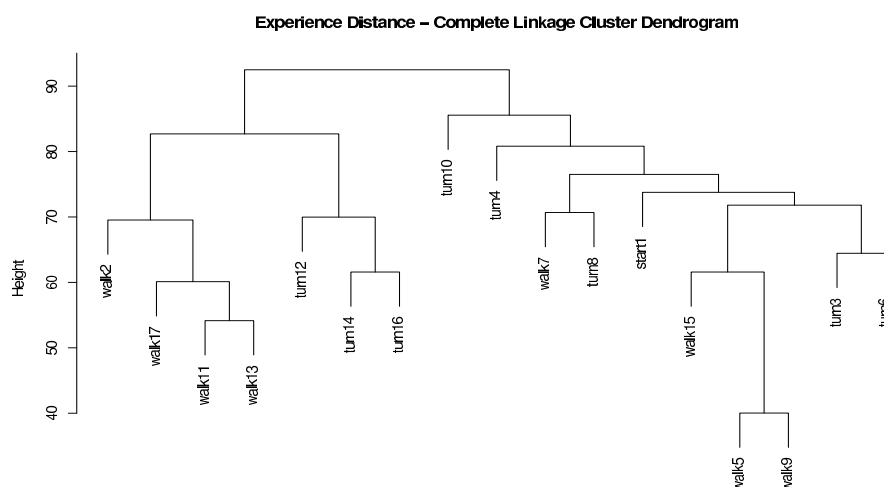 Experience Distance – Complete Linkage Cluster Dendrogram
Height
90
80
70
60
50
40
walk2
walk17
walk11
walk13
turn12
turn14
turn16
turn10
turn4
walk7
turn8
start1
walk15
walk5
walk9
turn3
turn6